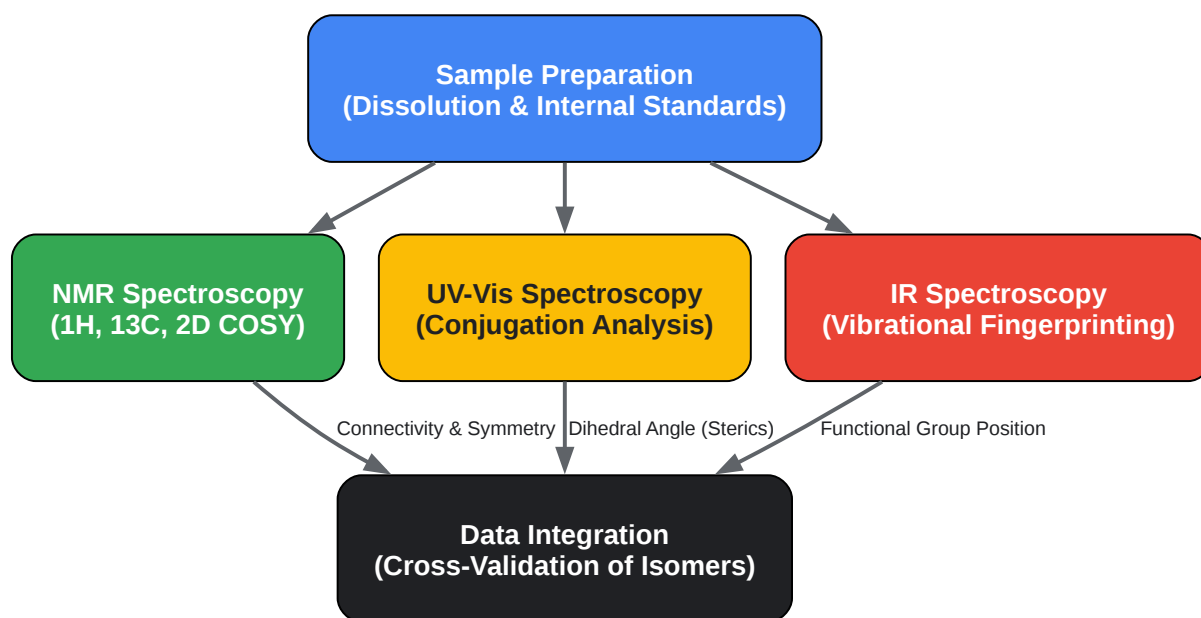 Sample Preparation
(Dissolution & Internal Standards)
NMR Spectroscopy
(1H, 13C, 2D COSY)
UV-Vis Spectroscopy
(Conjugation Analysis)
IR Spectroscopy
(Vibrational Fingerprinting)
Connectivity & Symmetry
Dihedral Angle (Sterics)
Functional Group Position
Data Integration
(Cross-Validation of Isomers)